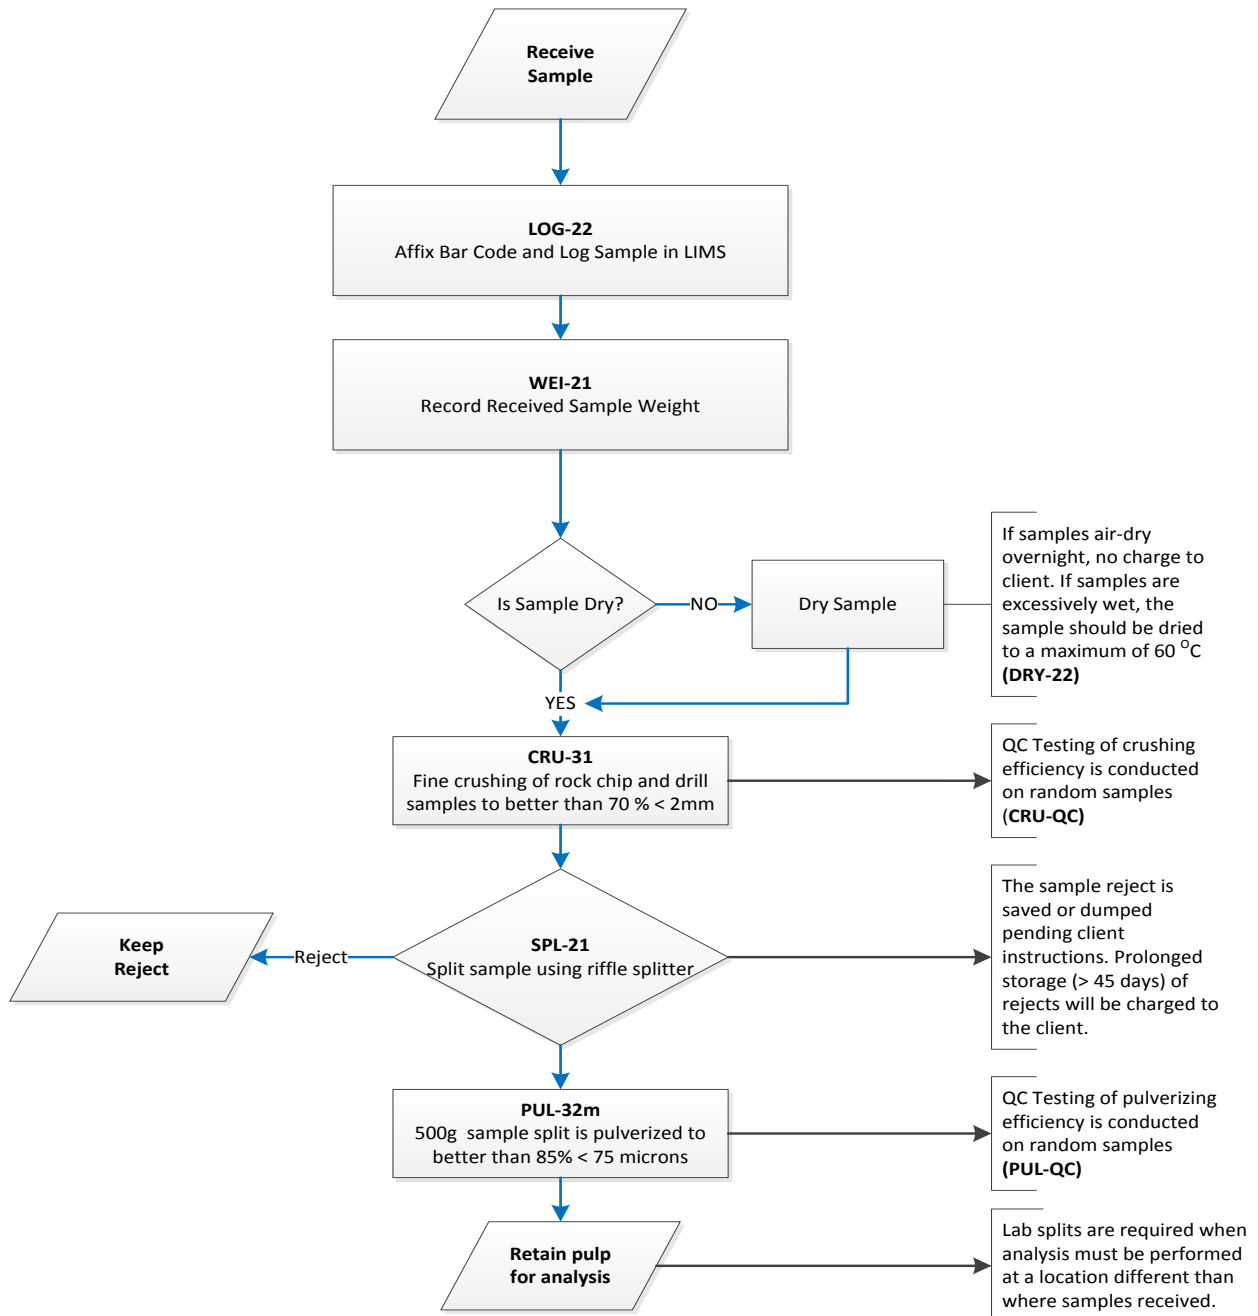 Receive
Sample
LOG-22
Affix Bar Code and Log Sample in LIMS
WEI-21
Record Received Sample Weight
Is Sample Dry?
NO
Dry Sample
If samples air-dry
overnight, no charge to
client. If samples are
excessively wet, the
sample should be dried
to a maximum of 60 ᴼC
(DRY-22)
YES
CRU-31
Fine crushing of rock chip and drill
samples to better than 70 % < 2mm
QC Testing of crushing
efficiency is conducted
on random samples
(CRU-QC)
Keep
Reject
Reject
SPL-21
Split sample using riffle splitter
The sample reject is
saved or dumped
pending client
instructions. Prolonged
storage (> 45 days) of
rejects will be charged to
the client.
PUL-32m
500g sample split is pulverized to
better than 85% < 75 microns
QC Testing of pulverizing
efficiency is conducted
on random samples
(PUL-QC)
Retain pulp
for analysis
Lab splits are required when
analysis must be performed
at a location different than
where samples received.